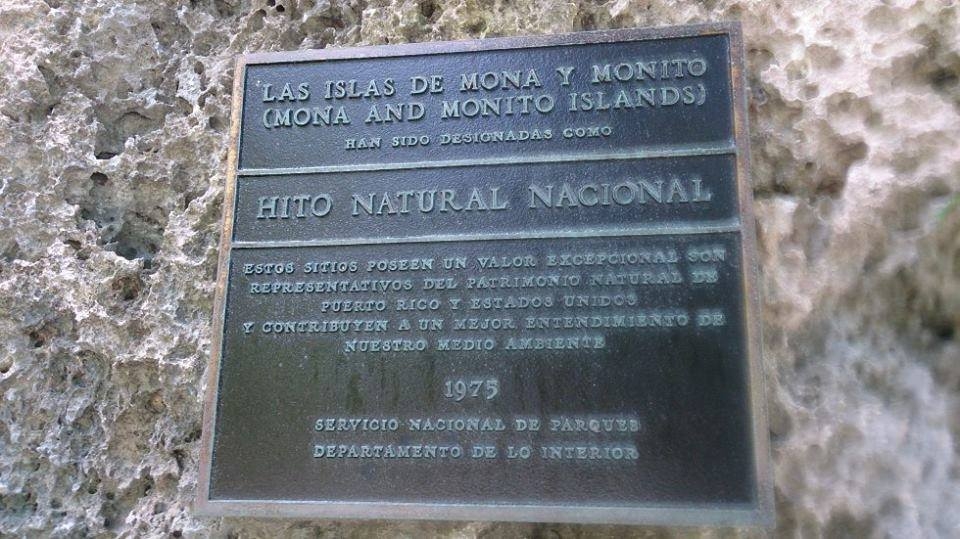 LAS ISLAS DE MONA Y MONITO
(MONA AND MONITO ISLANDS)
HAN SIDO DESIGNADAS COMO
HITO NATURAL NACIONAL
ESTOS SITIOS POSEEN UN VALOR EXCEPCIONAL SON
REPRESENTATIVOS DEL PATRIMONIO NATURAL DE
PUERTO RICO Y ESTADOS UNIDOS
Y CONTRIBUYEN A UN MEJOR ENTENDIMIENTO DE
NUESTRO MEDIO AMBIENTE
1975
SERVICIO NACIONAL DE PARQUES
DEPARTAMENTO DE LO INTERIOR